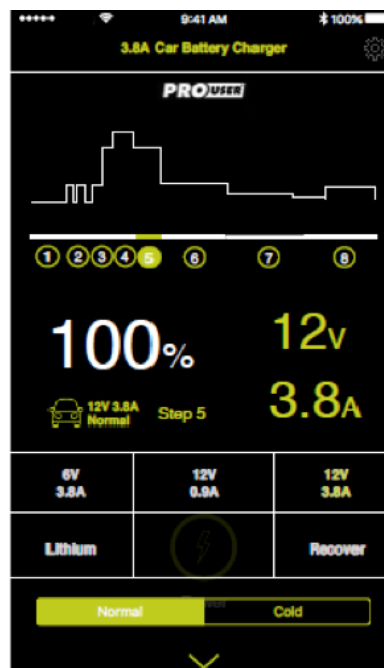 9:41 AM 100%
3.8A Car Battery Charger
PRO USER
1 2 3 4 5 6 7 8
100% 12V
12V 3.8A
Normal Step 5 3.8A
6V 12V 12V
3.8A 0.9A 3.8A
Lithium Recover
Normal Cold